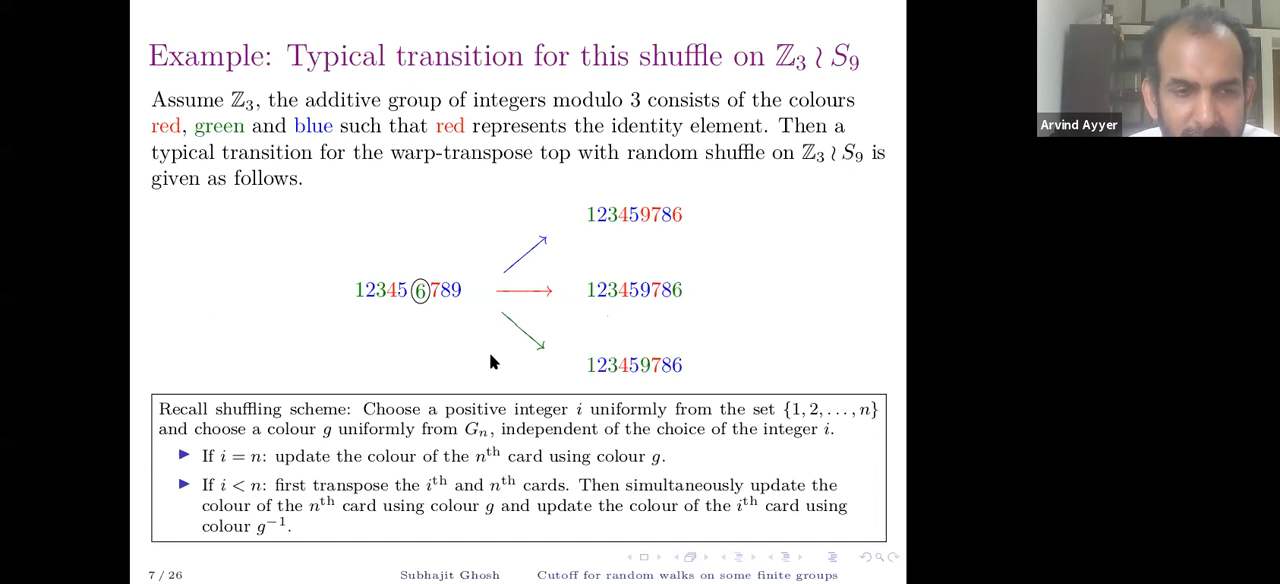 Example: Typical transition for this shuffle on ℤ₃ ≀ S₉
Arvind Ayyer
Assume ℤ₃, the additive group of integers modulo 3 consists of the colours
red, green and blue such that red represents the identity element. Then a
typical transition for the warp-transpose top with random shuffle on ℤ₃ ≀ S₉ is
given as follows.
123459786
123456789
123459786
123459786
Recall shuffling scheme: Choose a positive integer i uniformly from the set {1, 2, . . . , n}
and choose a colour g uniformly from Gₙ, independent of the choice of the integer i.
If i = n: update the colour of the nᵗʰ card using colour g.
If i < n: first transpose the iᵗʰ and nᵗʰ cards. Then simultaneously update the
colour of the nᵗʰ card using colour g and update the colour of the iᵗʰ card using
colour g⁻¹.
7 / 26 Subhajit Ghosh Cutoff for random walks on some finite groups